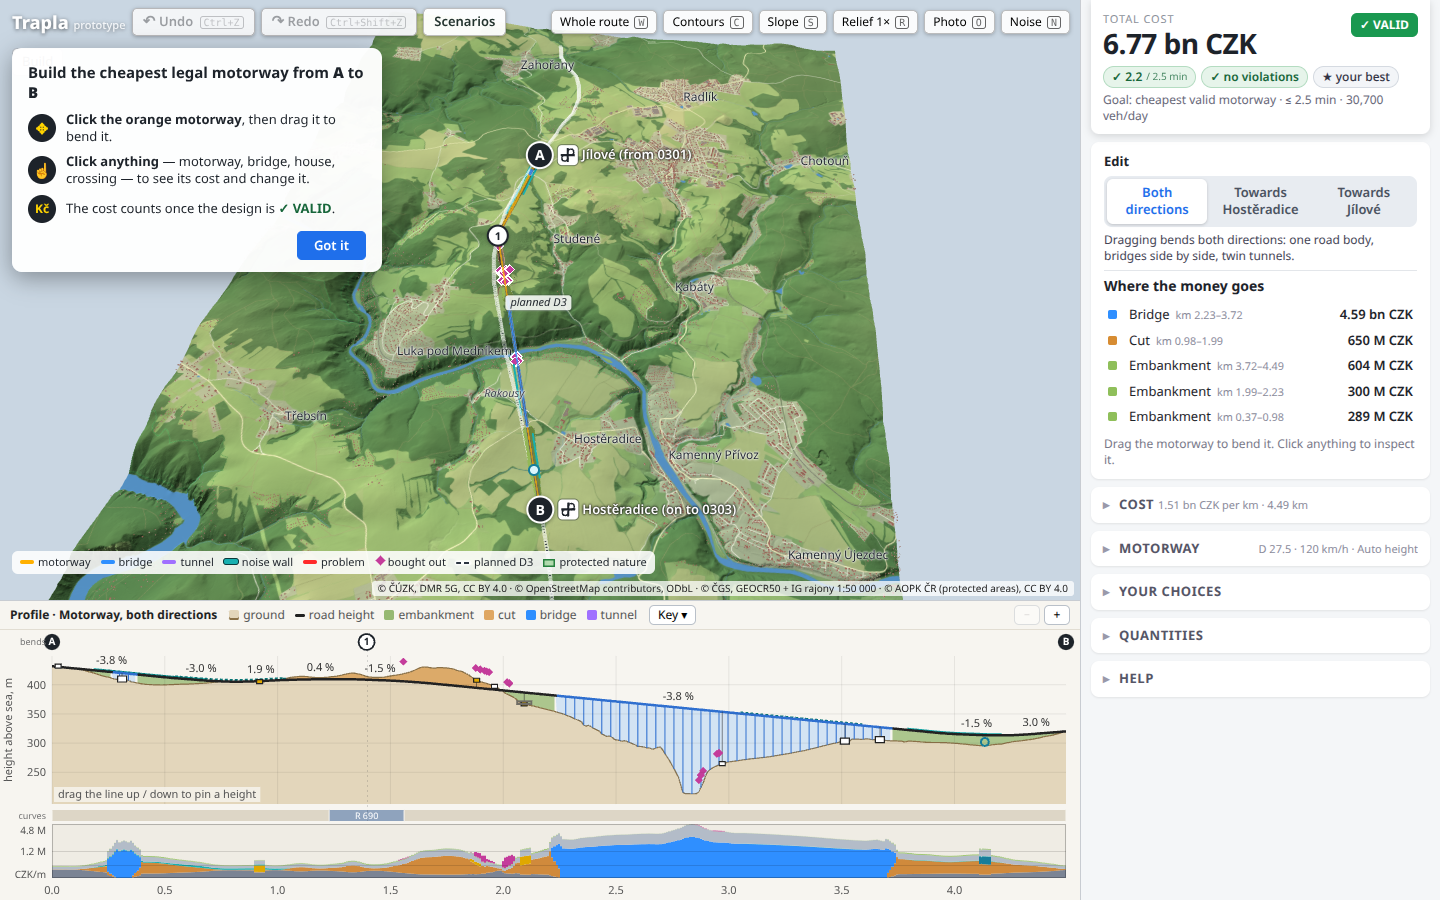 Trapla prototype
↶ Undo Ctrl+Z
↷ Redo Ctrl+Shift+Z
Scenarios
Whole route W
Contours C
Slope S
Relief 1× R
Photo O
Noise N
Build the cheapest legal motorway from A to
B
Click the orange motorway, then drag it to
bend it.
Click anything — motorway, bridge, house,
crossing — to see its cost and change it.
Kč The cost counts once the design is ✓ VALID.
Got it
Zahořany
Radlík
A Jílové (from 0301)
Chotouň
1
Studené
Kabáty
planned D3
Luka pod Medníkem
Rakousy
Třebsín
Hostěradice
Kamenný Přívoz
B Hostěradice (on to 0303)
Kamenný Újezdec
motorway bridge tunnel noise wall problem bought out planned D3 protected nature
© ČÚZK, DMR 5G, CC BY 4.0 · © OpenStreetMap contributors, ODbL · © ČGS, GEOCR50 + IG rajony 1:50 000 · © AOPK ČR (protected areas), CC BY 4.0
TOTAL COST
6.77 bn CZK
✓ VALID
✓ 2.2 / 2.5 min
✓ no violations
★ your best
Goal: cheapest valid motorway · ≤ 2.5 min · 30,700
veh/day
Edit
Both
directions
Towards
Hostěradice
Towards
Jílové
Dragging bends both directions: one road body,
bridges side by side, twin tunnels.
Where the money goes
Bridge km 2.23–3.72 4.59 bn CZK
Cut km 0.98–1.99 650 M CZK
Embankment km 3.72–4.49 604 M CZK
Embankment km 1.99–2.23 300 M CZK
Embankment km 0.37–0.98 289 M CZK
Drag the motorway to bend it. Click anything to inspect
it.
▸ COST 1.51 bn CZK per km · 4.49 km
▸ MOTORWAY D 27.5 · 120 km/h · Auto height
▸ YOUR CHOICES
▸ QUANTITIES
▸ HELP
Profile · Motorway, both directions ground road height embankment cut bridge tunnel Key ▾ − +
bends A 1 B
-3.8 % -3.0 % 1.9 % 0.4 % -1.5 % -3.8 % -1.5 % 3.0 %
height above sea, m
400
350
300
250
drag the line up / down to pin a height
curves R 690
4.8 M
1.2 M
CZK/m
0.0 0.5 1.0 1.5 2.0 2.5 3.0 3.5 4.0